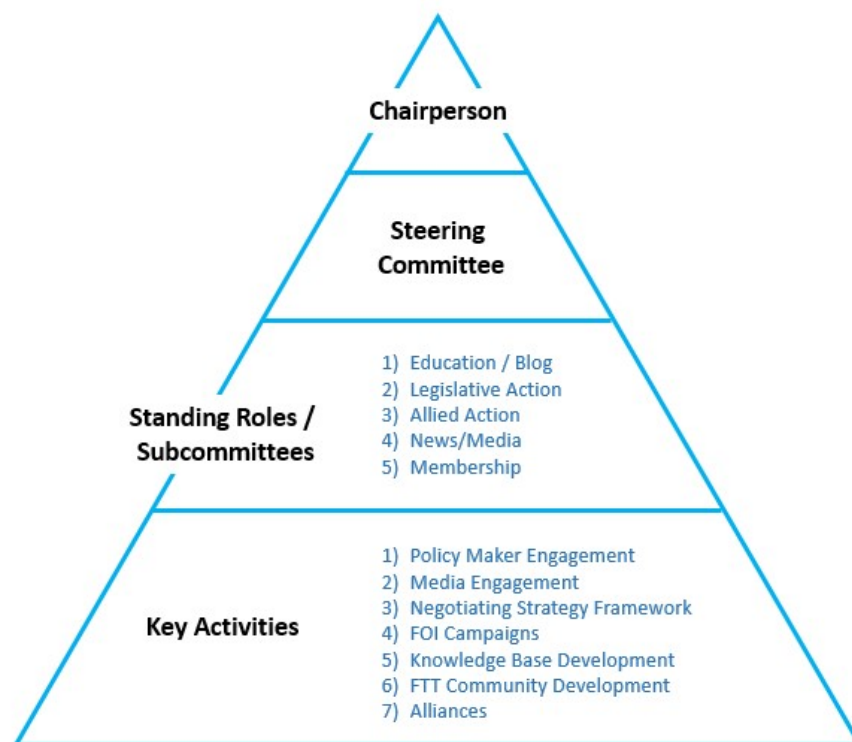 Chairperson
Steering
Committee
Standing Roles /
Subcommittees
1) Education / Blog
2) Legislative Action
3) Allied Action
4) News/Media
5) Membership
Key Activities
1) Policy Maker Engagement
2) Media Engagement
3) Negotiating Strategy Framework
4) FOI Campaigns
5) Knowledge Base Development
6) FTT Community Development
7) Alliances